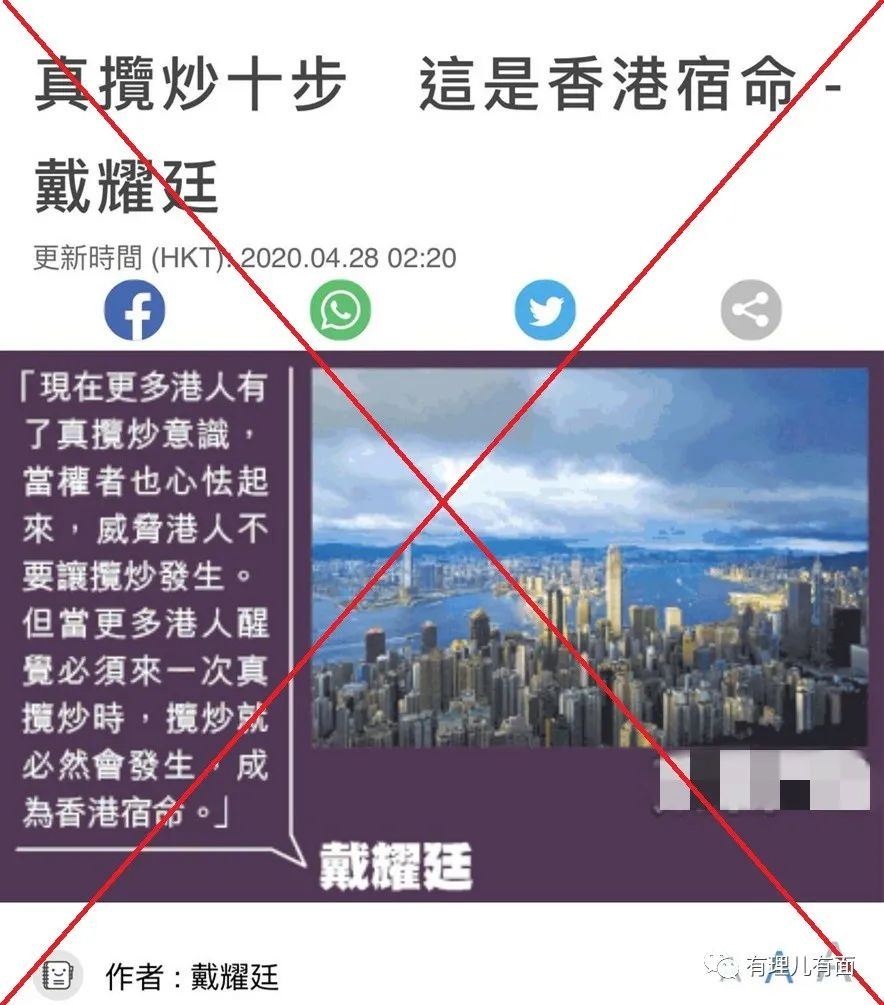 真攬炒十步　這是香港宿命 -
戴耀廷
更新時間 (HKT): 2020.04.28 02:20
「現在更多港人有
了真攬炒意識，
當權者也心怯起
來，威脅港人不
要讓攬炒發生。
但當更多港人醒
覺必須來一次真
攬炒時，攬炒就
必然會發生，成
為香港宿命。」
戴耀廷
作者 : 戴耀廷
A A A
有理儿有面